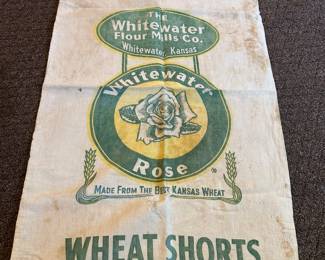 THE
Whitewater
Flour Mills Co.
Whitewater, Kansas
Whitewater
Rose
MADE FROM THE BEST KANSAS WHEAT
WHEAT SHORTS